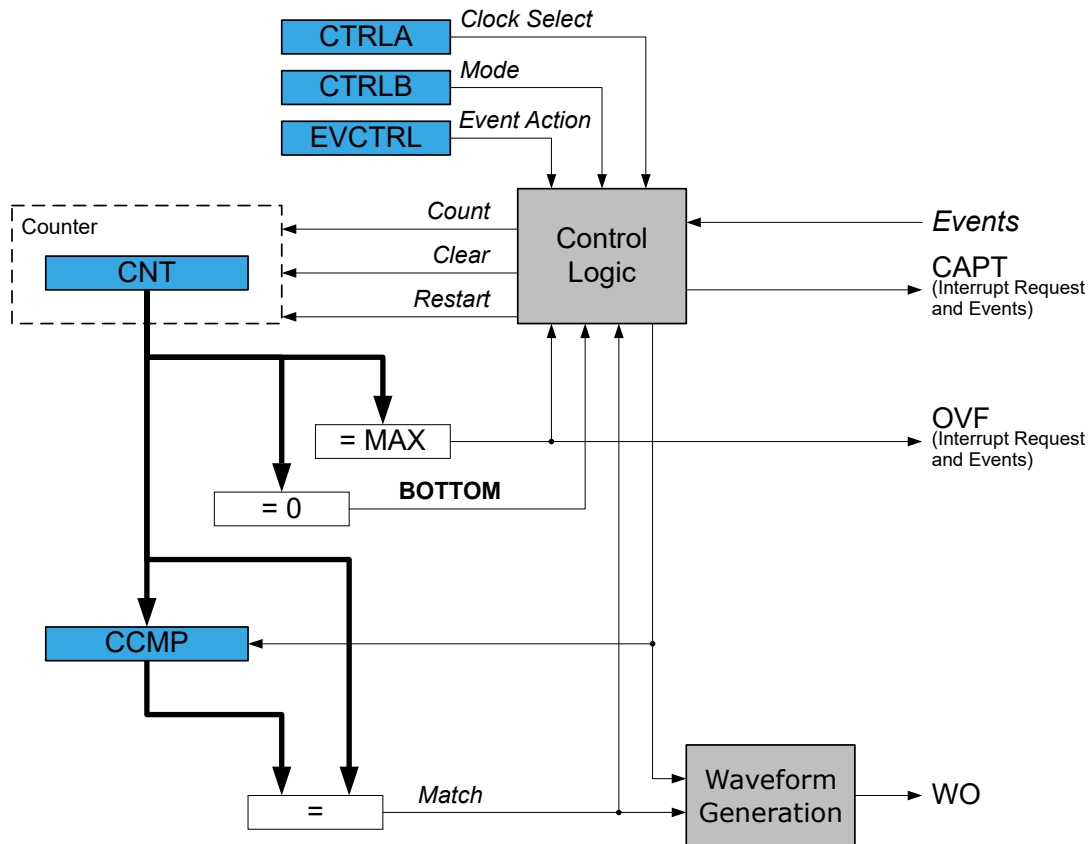 CTRLA
Clock Select
CTRLB
Mode
EVCTRL
Event Action
Counter
CNT
Count
Clear
Restart
Control
Logic
Events
CAPT
(Interrupt Request
and Events)
= MAX
OVF
(Interrupt Request
and Events)
= 0
BOTTOM
CCMP
=
Match
Waveform
Generation
WO